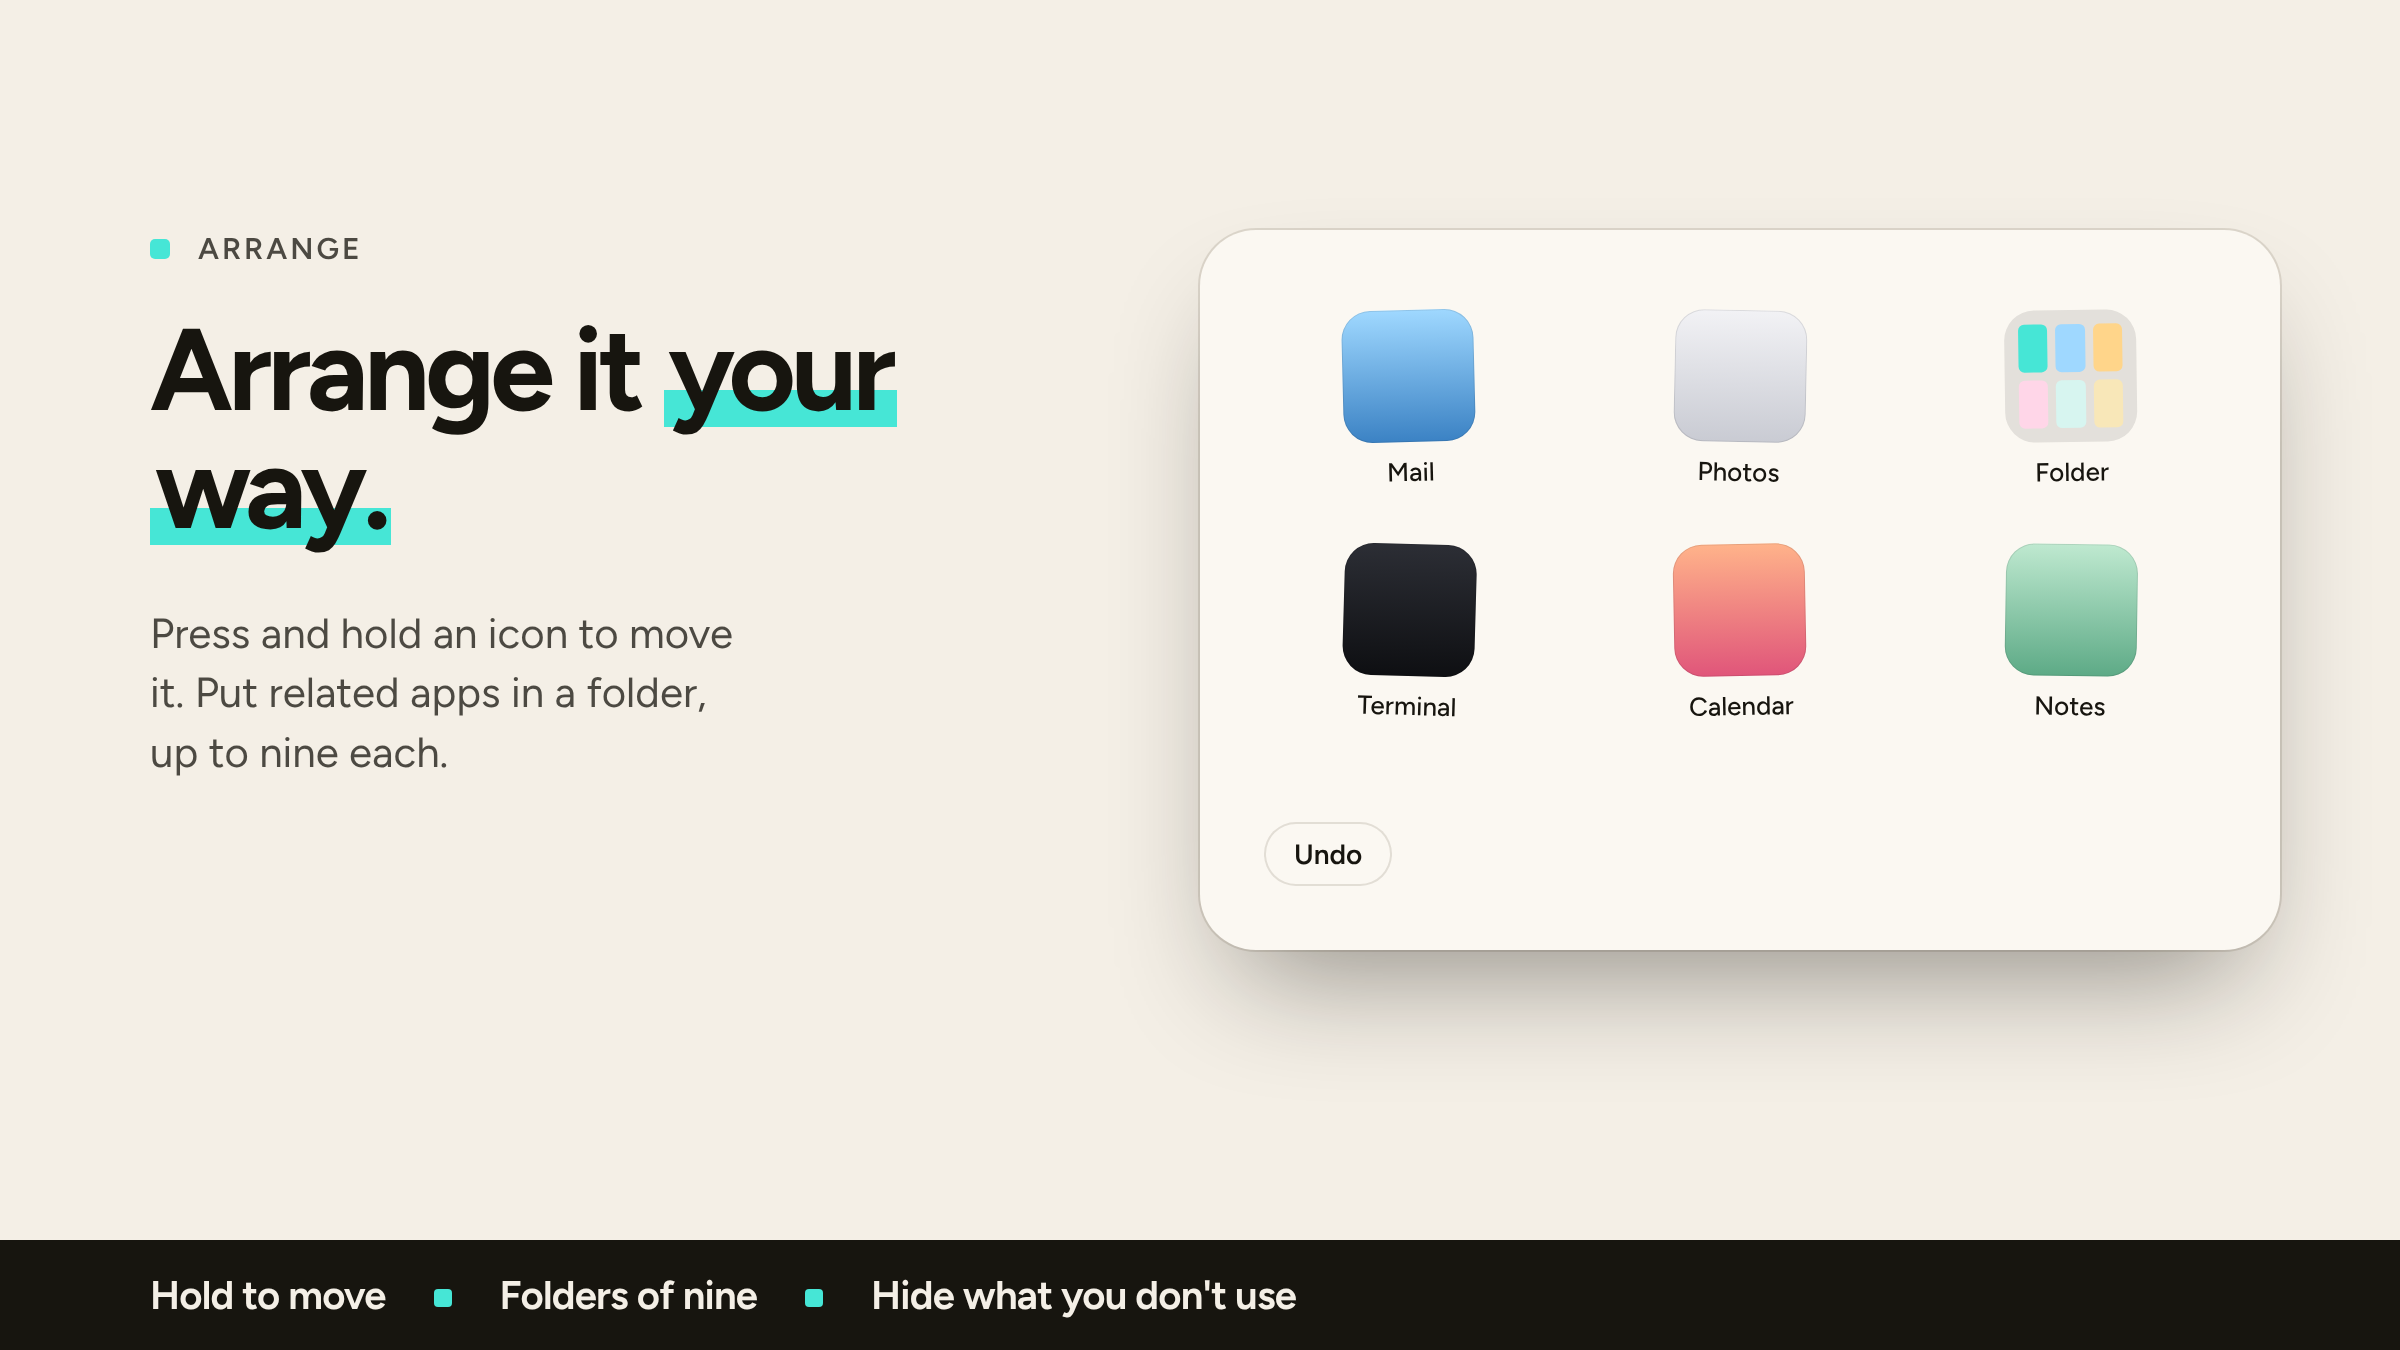 ARRANGE
Arrange it your
way.
Press and hold an icon to move
it. Put related apps in a folder,
up to nine each.
Mail
Photos
Folder
Terminal
Calendar
Notes
Undo
Hold to move
Folders of nine
Hide what you don't use